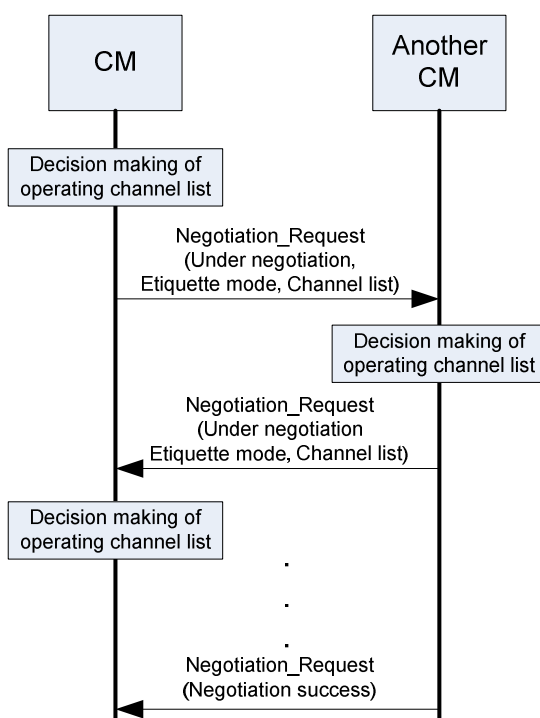 CM
Another
CM
Decision making of
operating channel list
Negotiation_Request
(Under negotiation,
Etiquette mode, Channel list)
Decision making of
operating channel list
Negotiation_Request
(Under negotiation
Etiquette mode, Channel list)
Decision making of
operating channel list
.
.
.
Negotiation_Request
(Negotiation success)